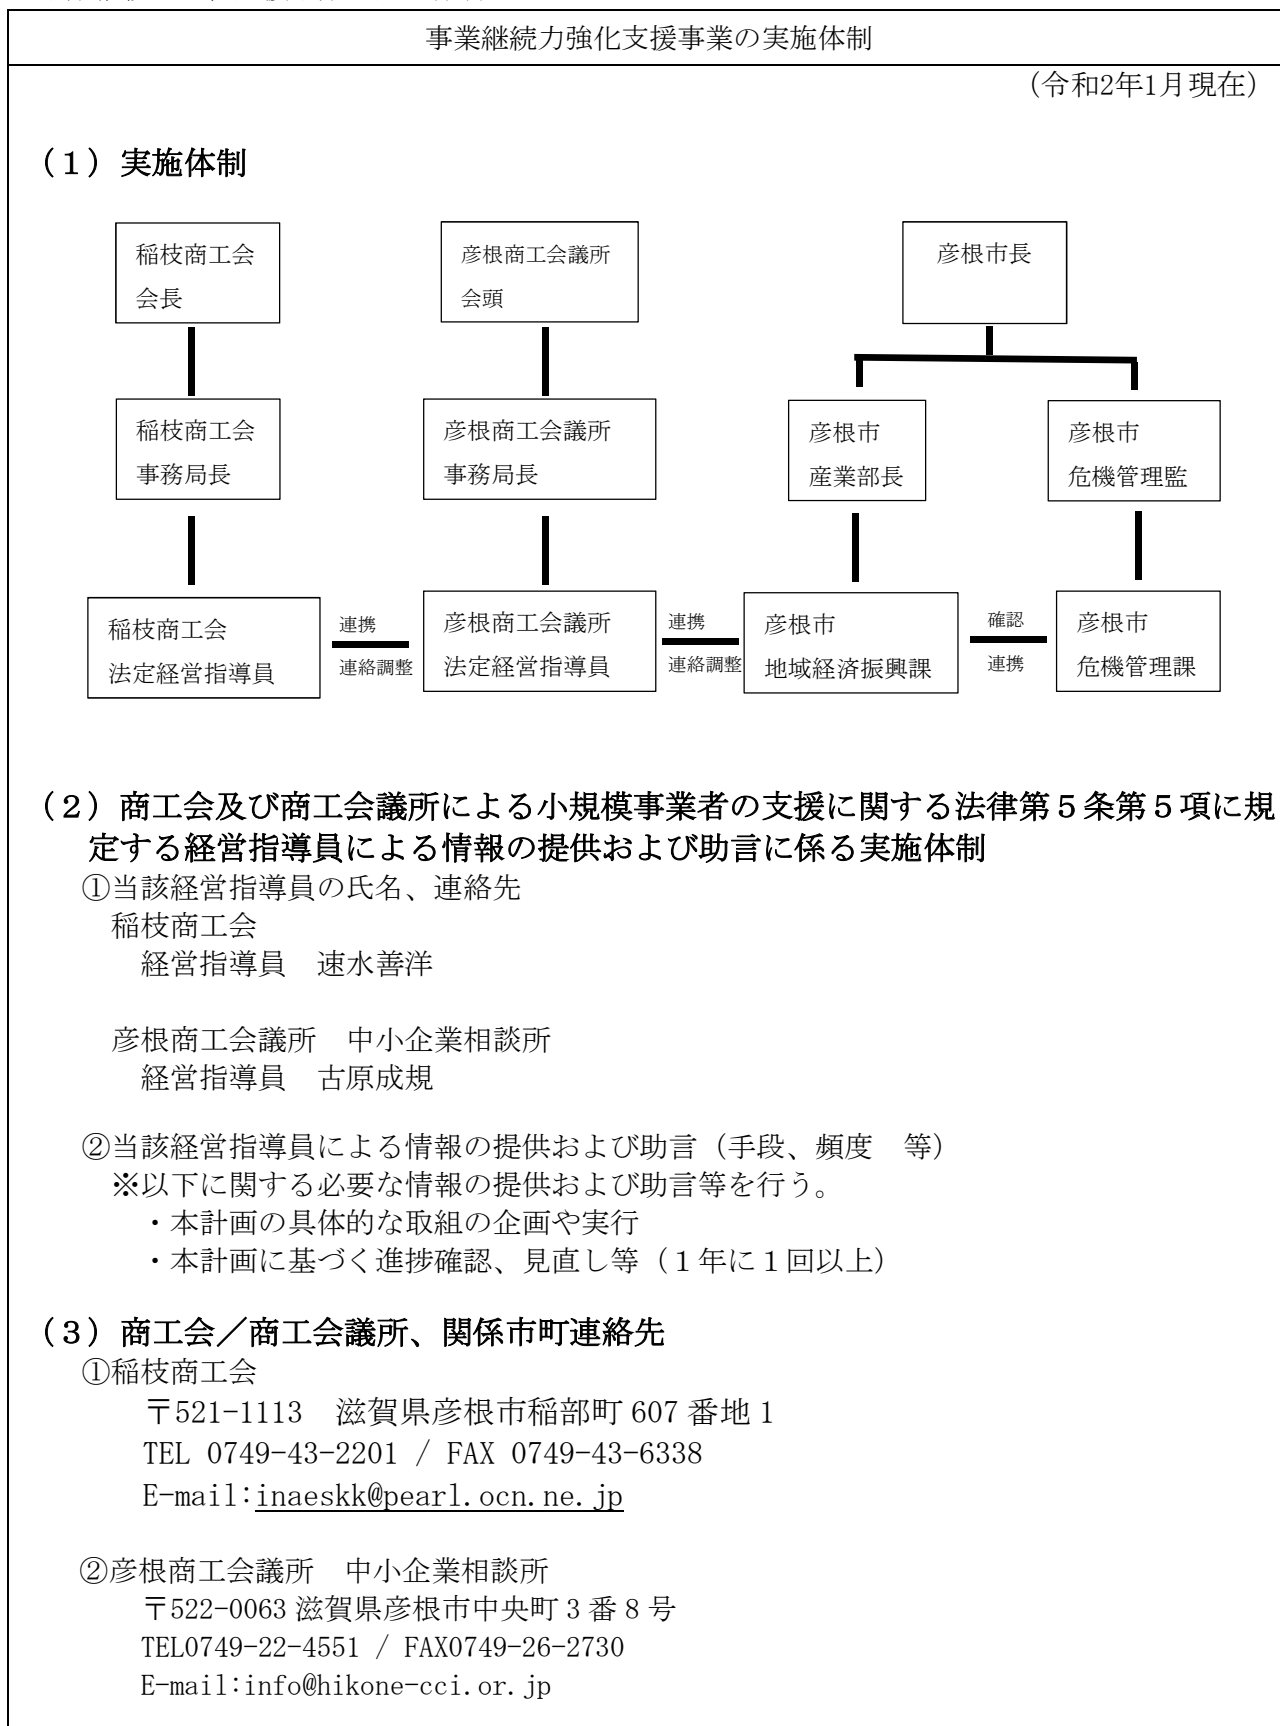 事業継続力強化支援事業の実施体制
（令和2年1月現在）
（１）実施体制
稲枝商工会
会長
彦根商工会議所
会頭
彦根市長
稲枝商工会
事務局長
彦根商工会議所
事務局長
彦根市
産業部長
彦根市
危機管理監
稲枝商工会
法定経営指導員
連携
連絡調整
彦根商工会議所
法定経営指導員
連携
連絡調整
彦根市
地域経済振興課
確認
連携
彦根市
危機管理課
（２）商工会及び商工会議所による小規模事業者の支援に関する法律第５条第５項に規
定する経営指導員による情報の提供および助言に係る実施体制
①当該経営指導員の氏名、連絡先
稲枝商工会
経営指導員　速水善洋
彦根商工会議所　中小企業相談所
経営指導員　古原成規
②当該経営指導員による情報の提供および助言（手段、頻度　等）
※以下に関する必要な情報の提供および助言等を行う。
・本計画の具体的な取組の企画や実行
・本計画に基づく進捗確認、見直し等（１年に１回以上）
（３）商工会／商工会議所、関係市町連絡先
①稲枝商工会
〒521-1113　滋賀県彦根市稲部町 607 番地 1
TEL 0749-43-2201 / FAX 0749-43-6338
E-mail:inaeskk@pearl.ocn.ne.jp
②彦根商工会議所　中小企業相談所
〒522-0063 滋賀県彦根市中央町 3 番 8 号
TEL0749-22-4551 / FAX0749-26-2730
E-mail:info@hikone-cci.or.jp